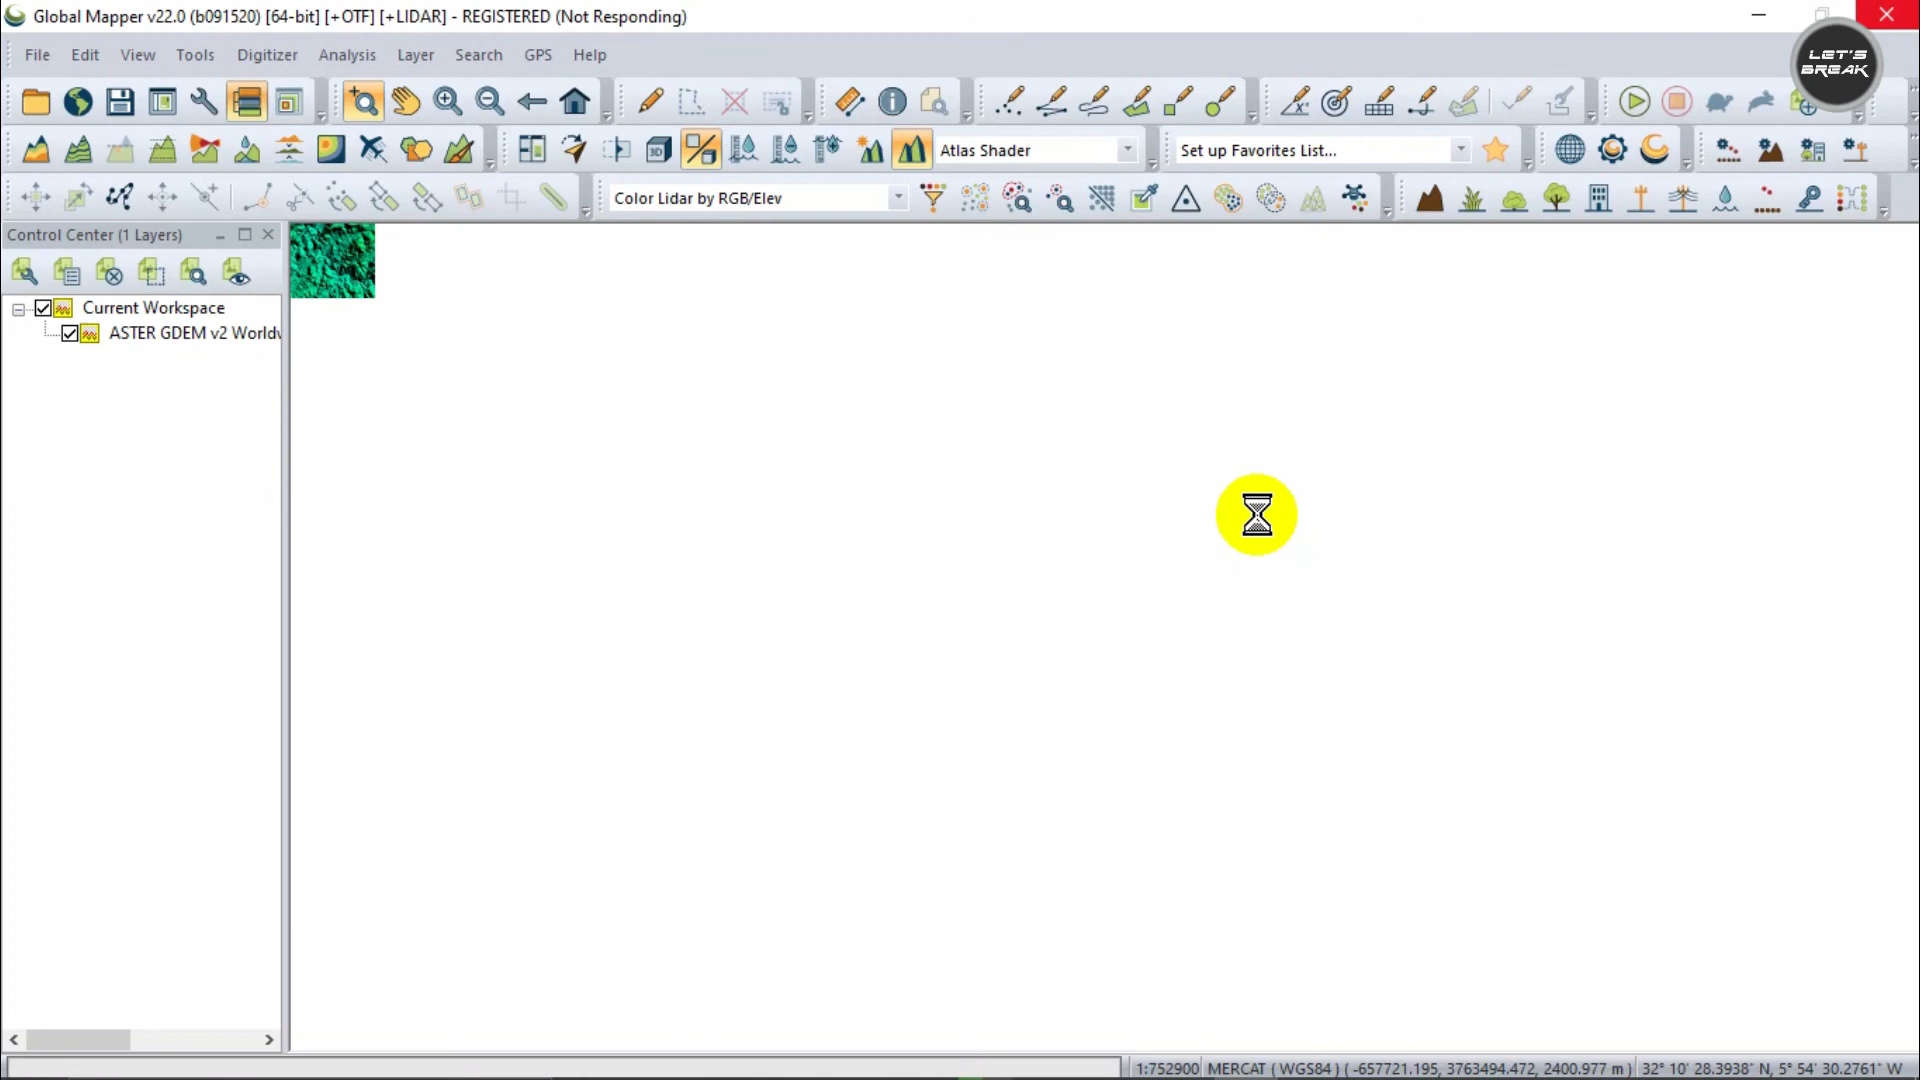 Global Mapper v22.0 (b091520) [64-bit] [+OTF] [+LIDAR] - REGISTERED (Not Responding)
File Edit View Tools Digitizer Analysis Layer Search GPS Help
LET'S
BREAK
3D Atlas Shader Set up Favorites List...
Color Lidar by RGB/Elev
Control Center (1 Layers)
Current Workspace
ASTER GDEM v2 Worldw
1:752900 MERCAT ( WGS84 ) ( -657721.195, 3763494.472, 2400.977 m ) 32° 10' 28.3938" N, 5° 54' 30.2761" W